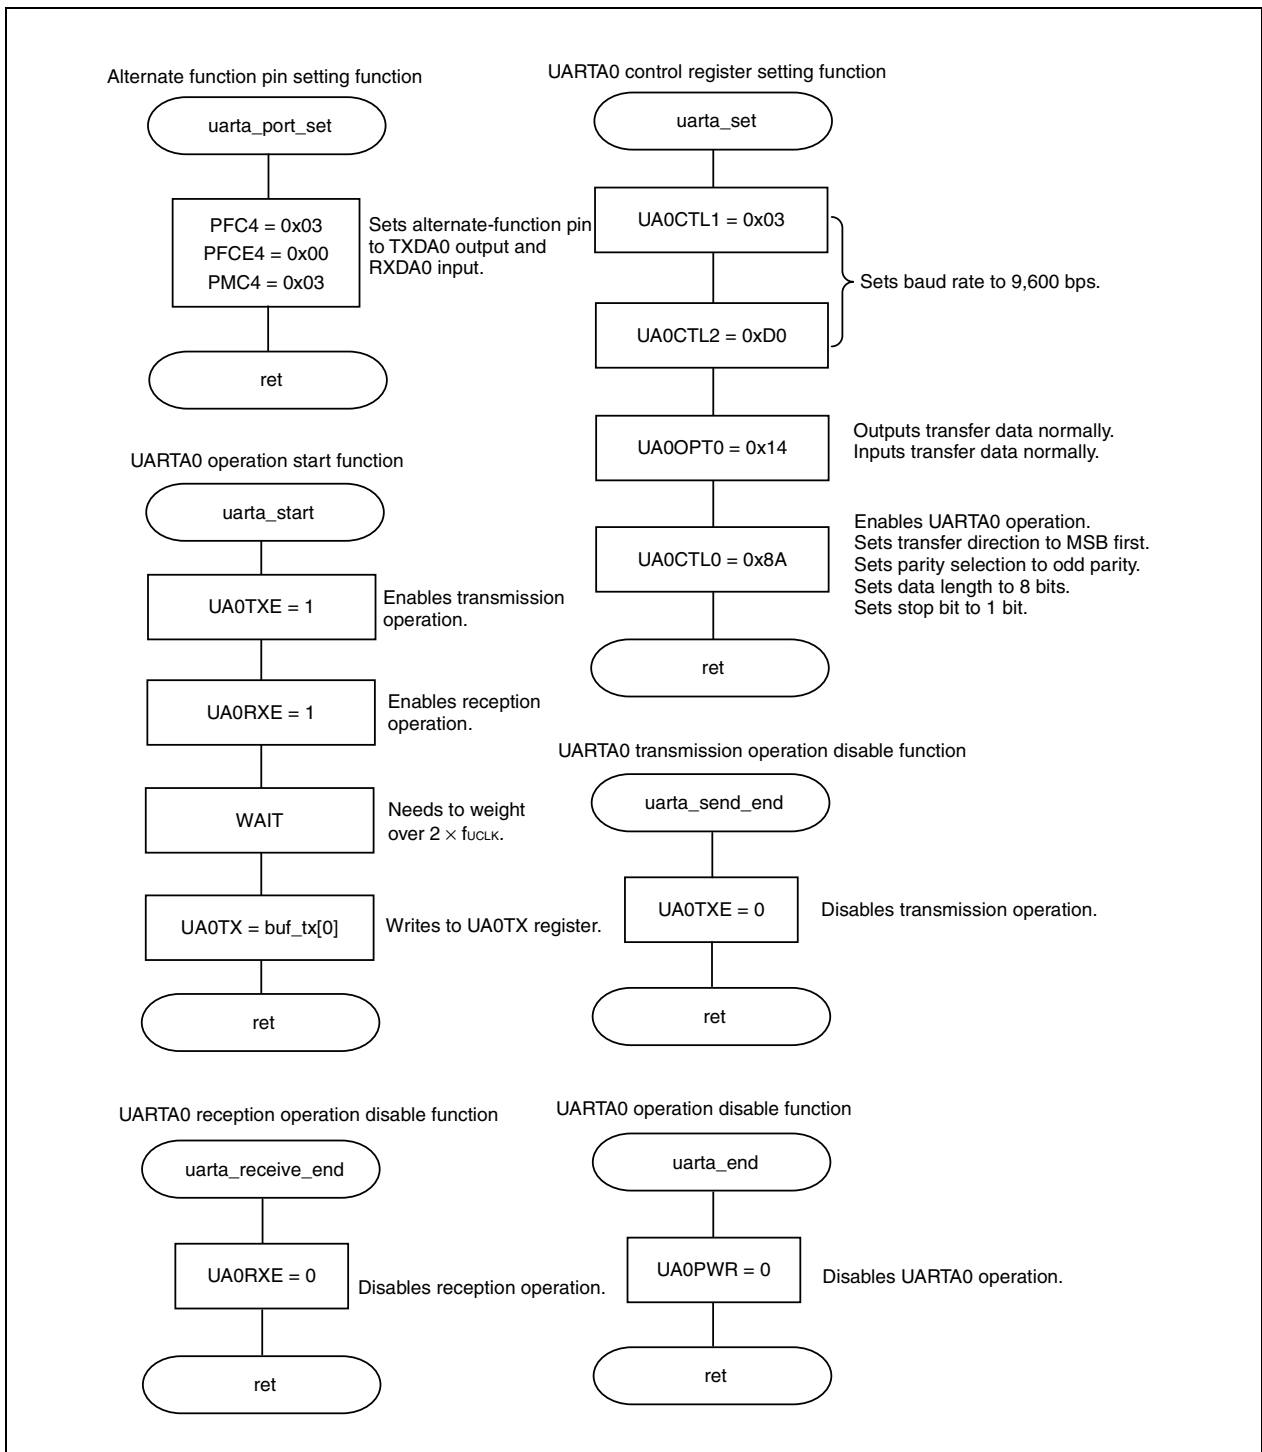 Alternate function pin setting function
uarta_port_set
PFC4 = 0x03
PFCE4 = 0x00
PMC4 = 0x03
Sets alternate-function pin
to TXDA0 output and
RXDA0 input.
ret
UARTA0 control register setting function
uarta_set
UA0CTL1 = 0x03
UA0CTL2 = 0xD0
Sets baud rate to 9,600 bps.
UA0OPT0 = 0x14
Outputs transfer data normally.
Inputs transfer data normally.
UA0CTL0 = 0x8A
Enables UARTA0 operation.
Sets transfer direction to MSB first.
Sets parity selection to odd parity.
Sets data length to 8 bits.
Sets stop bit to 1 bit.
ret
UARTA0 operation start function
uarta_start
UA0TXE = 1
Enables transmission
operation.
UA0RXE = 1
Enables reception
operation.
WAIT
Needs to weight
over 2 × fUCLK.
UA0TX = buf_tx[0]
Writes to UA0TX register.
ret
UARTA0 transmission operation disable function
uarta_send_end
UA0TXE = 0
Disables transmission operation.
ret
UARTA0 reception operation disable function
uarta_receive_end
UA0RXE = 0
Disables reception operation.
ret
UARTA0 operation disable function
uarta_end
UA0PWR = 0
Disables UARTA0 operation.
ret